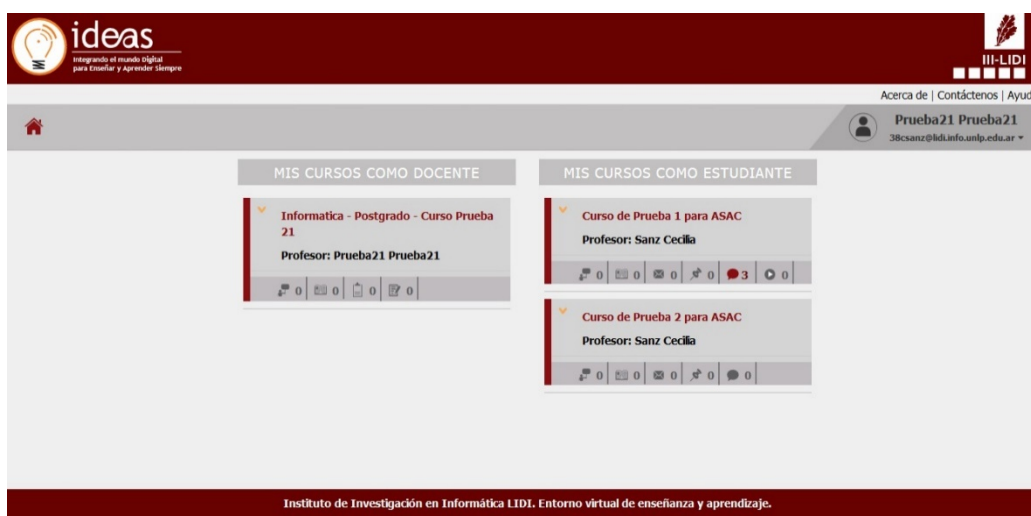 ideas
Integrando el mundo Digital
para Enseñar y Aprender Siempre
III-LIDI
Acerca de | Contáctenos | Ayud
Prueba21 Prueba21
38csanz@lidi.info.unlp.edu.ar
MIS CURSOS COMO DOCENTE
Informatica - Postgrado - Curso Prueba
21
Profesor: Prueba21 Prueba21
0 0 0 0
MIS CURSOS COMO ESTUDIANTE
Curso de Prueba 1 para ASAC
Profesor: Sanz Cecilia
0 0 0 0 3 0
Curso de Prueba 2 para ASAC
Profesor: Sanz Cecilia
0 0 0 0 0
Instituto de Investigación en Informática LIDI. Entorno virtual de enseñanza y aprendizaje.